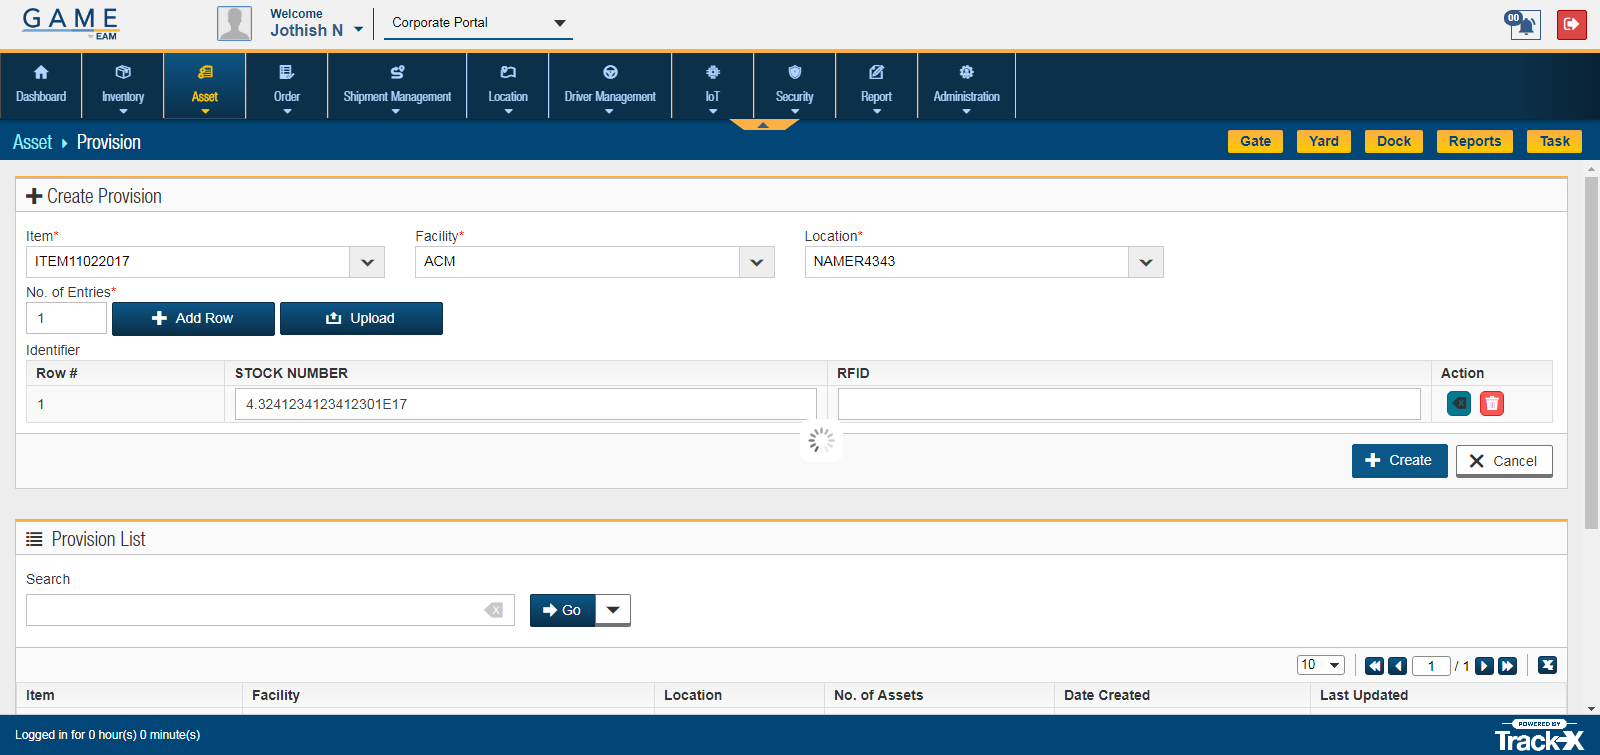 GAME
EAM
Welcome
Jothish N
Corporate Portal
00
Dashboard
Inventory
Asset
Order
Shipment Management
Location
Driver Management
IoT
Security
Report
Administration
Asset Provision
Gate
Yard
Dock
Reports
Task
Create Provision
Item* Facility* Location*
ITEM11022017 ACM NAMER4343
No. of Entries*
1 Add Row Upload
Identifier
Row # STOCK NUMBER RFID Action
1 4.3241234123412301E17
Create Cancel
Provision List
Search
Go
10 1 / 1
Item Facility Location No. of Assets Date Created Last Updated
Logged in for 0 hour(s) 0 minute(s)
POWERED BY
Track-X